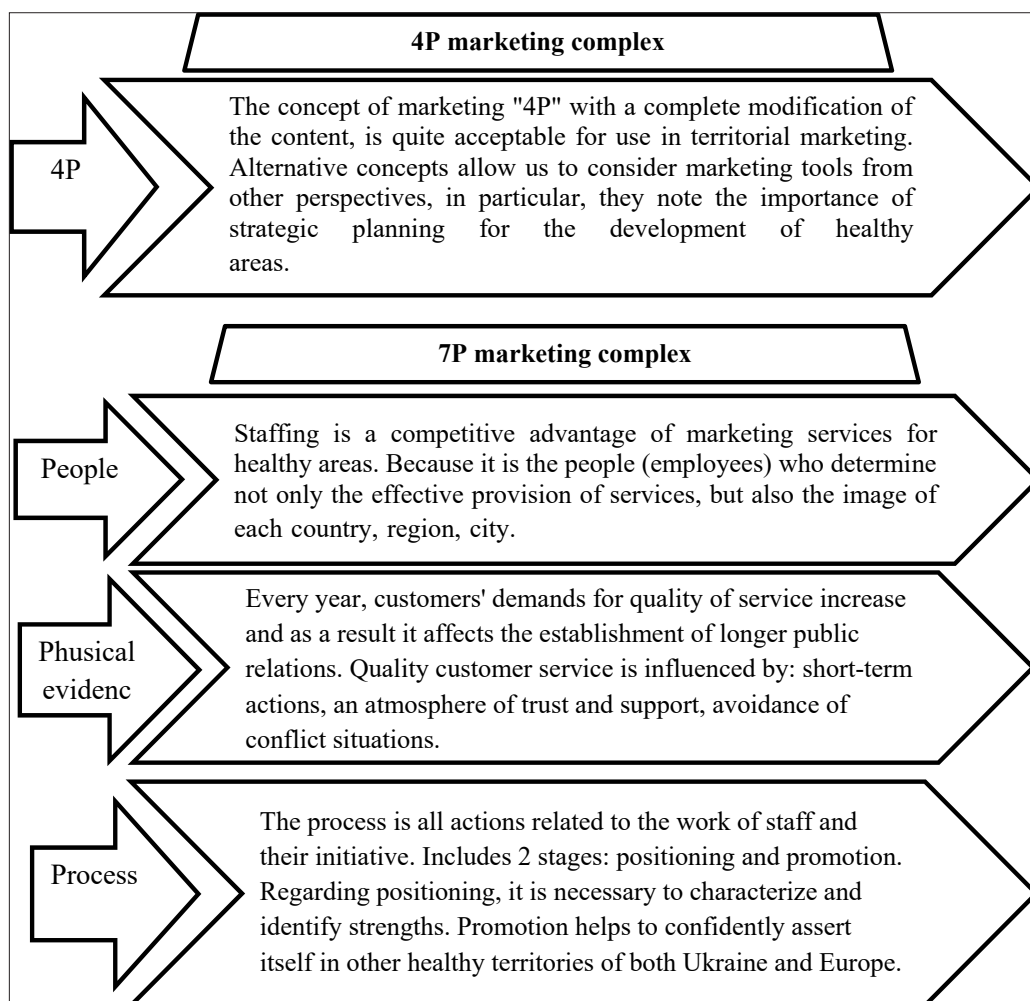 4P marketing complex
4P
The concept of marketing "4P" with a complete modification of
the content, is quite acceptable for use in territorial marketing.
Alternative concepts allow us to consider marketing tools from
other perspectives, in particular, they note the importance of
strategic planning for the development of healthy
areas.
7P marketing complex
People
Staffing is a competitive advantage of marketing services for
healthy areas. Because it is the people (employees) who determine
not only the effective provision of services, but also the image of
each country, region, city.
Phusical
evidenc
Every year, customers' demands for quality of service increase
and as a result it affects the establishment of longer public
relations. Quality customer service is influenced by: short-term
actions, an atmosphere of trust and support, avoidance of
conflict situations.
Process
The process is all actions related to the work of staff and
their initiative. Includes 2 stages: positioning and promotion.
Regarding positioning, it is necessary to characterize and
identify strengths. Promotion helps to confidently assert
itself in other healthy territories of both Ukraine and Europe.